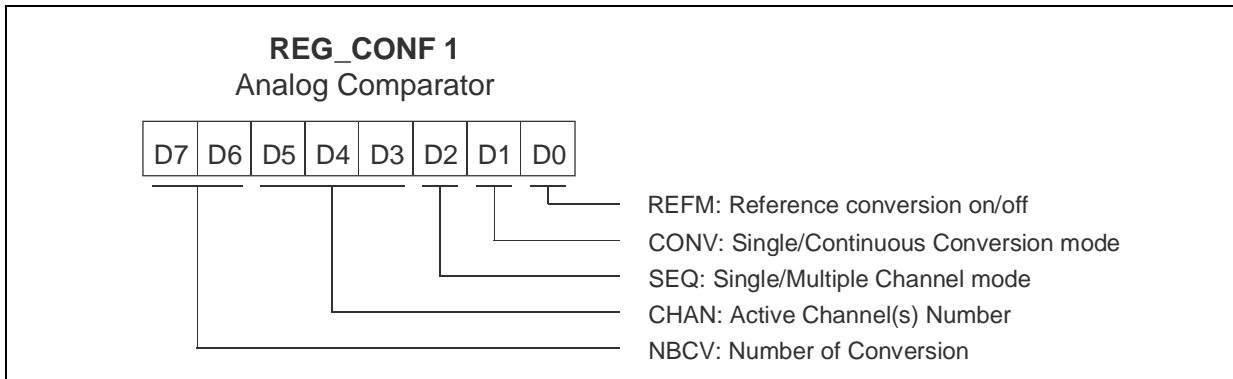 REG_CONF 1
Analog Comparator
D7 D6 D5 D4 D3 D2 D1 D0
REFM: Reference conversion on/off
CONV: Single/Continuous Conversion mode
SEQ: Single/Multiple Channel mode
CHAN: Active Channel(s) Number
NBCV: Number of Conversion